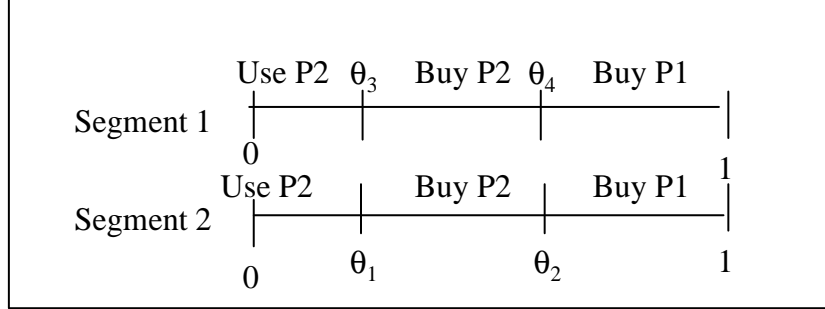 Use P2 θ3 Buy P2 θ4 Buy P1
Segment 1
0 1
Use P2 Buy P2 Buy P1
Segment 2
0 θ1 θ2 1